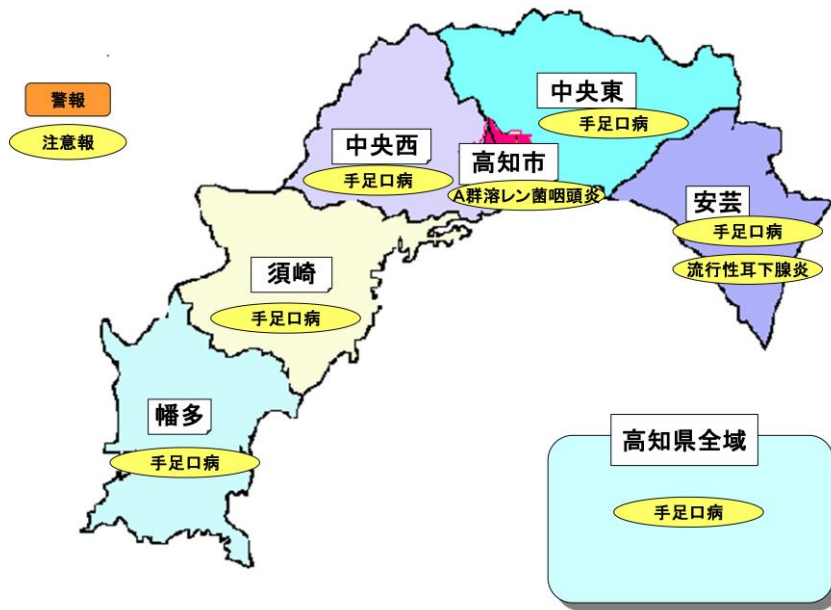 警報
注意報
中央東
手足口病
中央西
手足口病
高知市
A群溶レン菌咽頭炎
安芸
手足口病
流行性耳下腺炎
須崎
手足口病
幡多
手足口病
高知県全域
手足口病